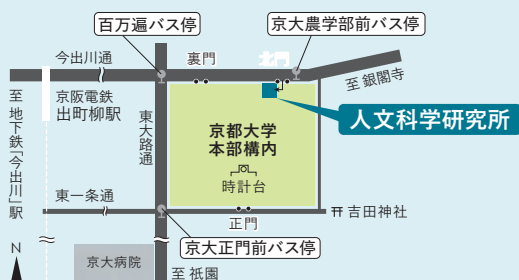 百万遍バス停
京大農学部前バス停
今出川通
裏門
北門
至 銀閣寺
京阪電鉄
出町柳駅
至 地下鉄「今出川」駅
東大路通
京都大学
本部構内
時計台
人文科学研究所
東一条通
正門
吉田神社
京大正門前バス停
N
京大病院
至 祇園